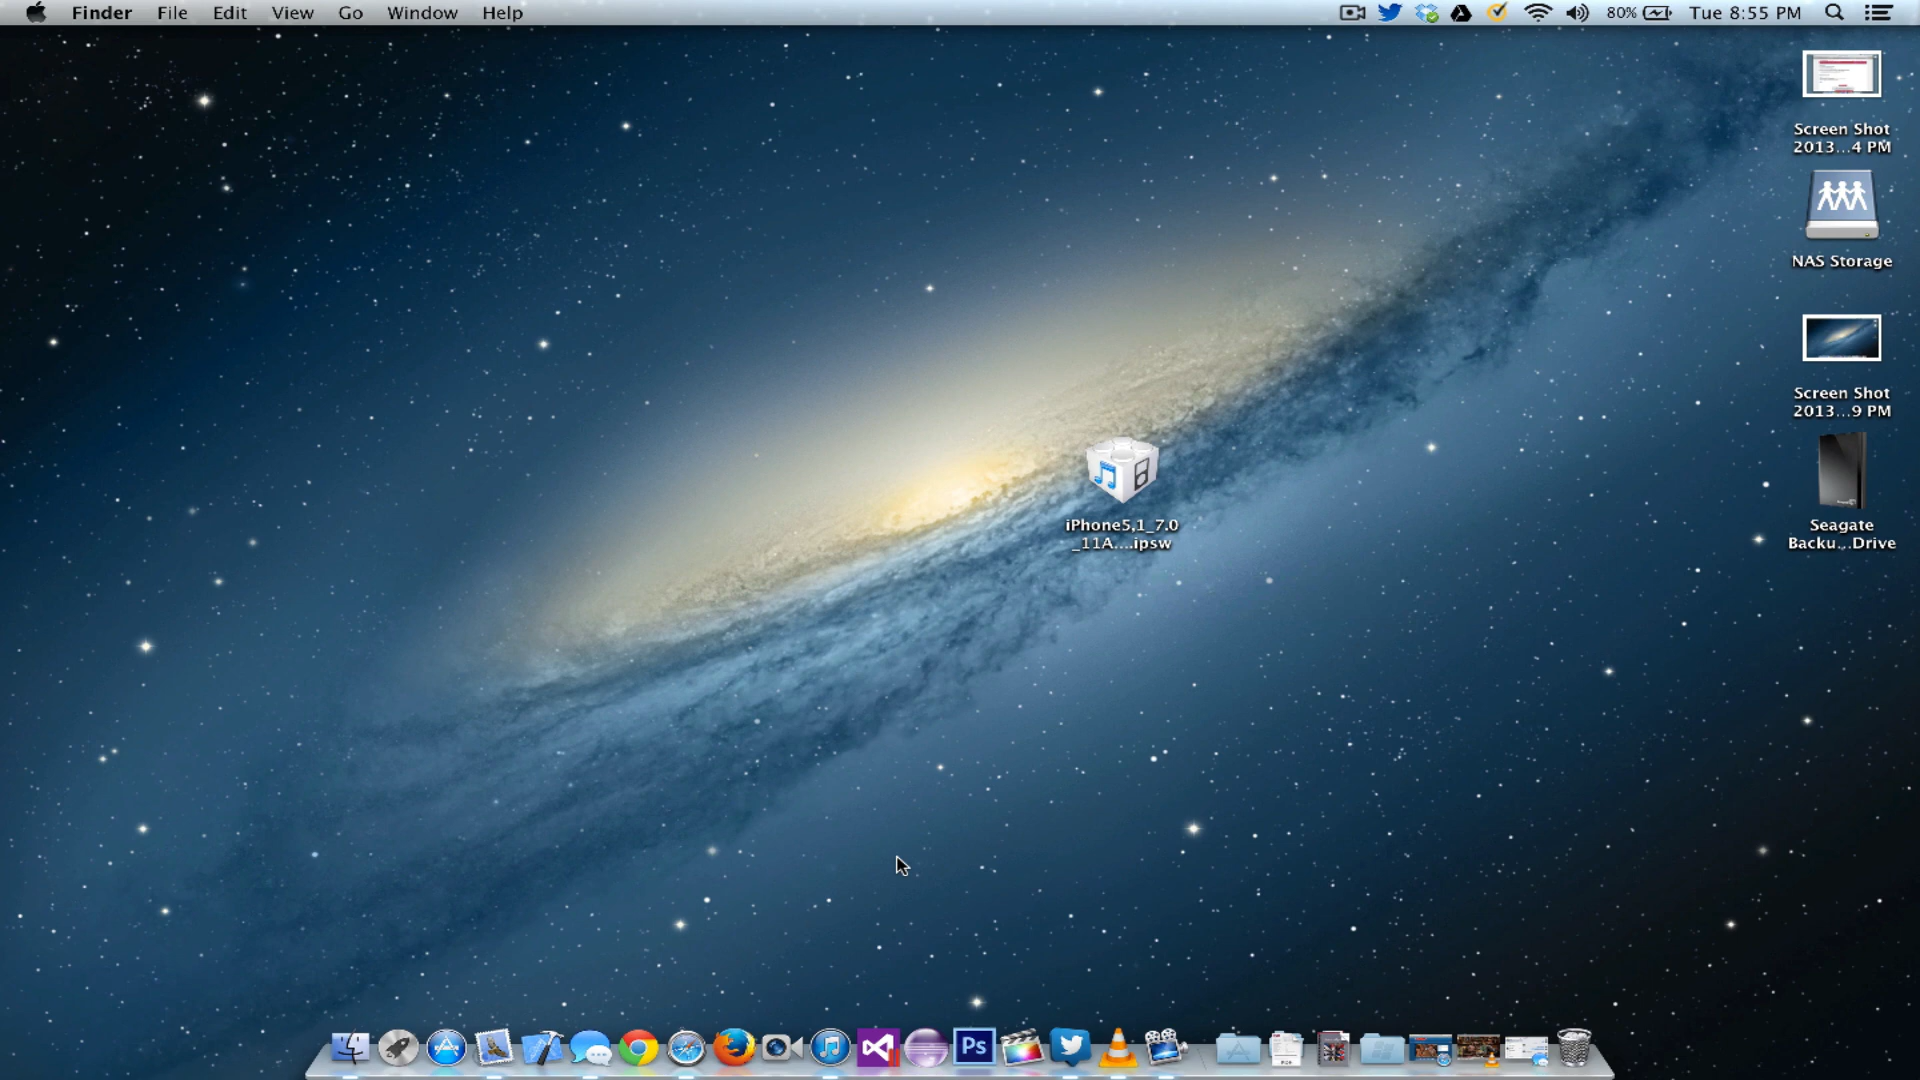 Finder File Edit View Go Window Help 80% Tue 8:55 PM
Screen Shot
2013...4 PM
NAS Storage
Screen Shot
2013...9 PM
iPhone5,1_7.0
_11A....ipsw
Seagate
Backu...Drive
Ps